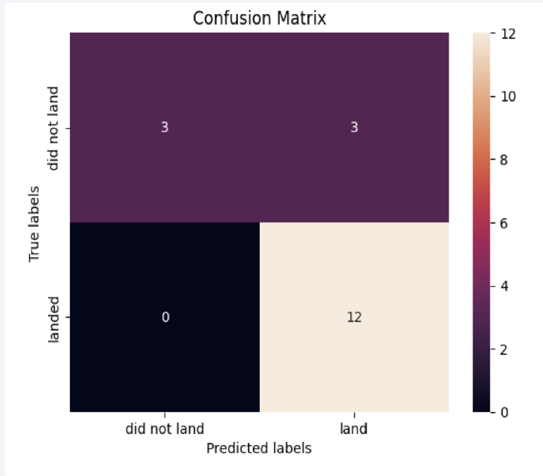 Confusion Matrix
did not land
landed
True labels
3
3
0
12
did not land
land
Predicted labels
12
10
8
6
4
2
0